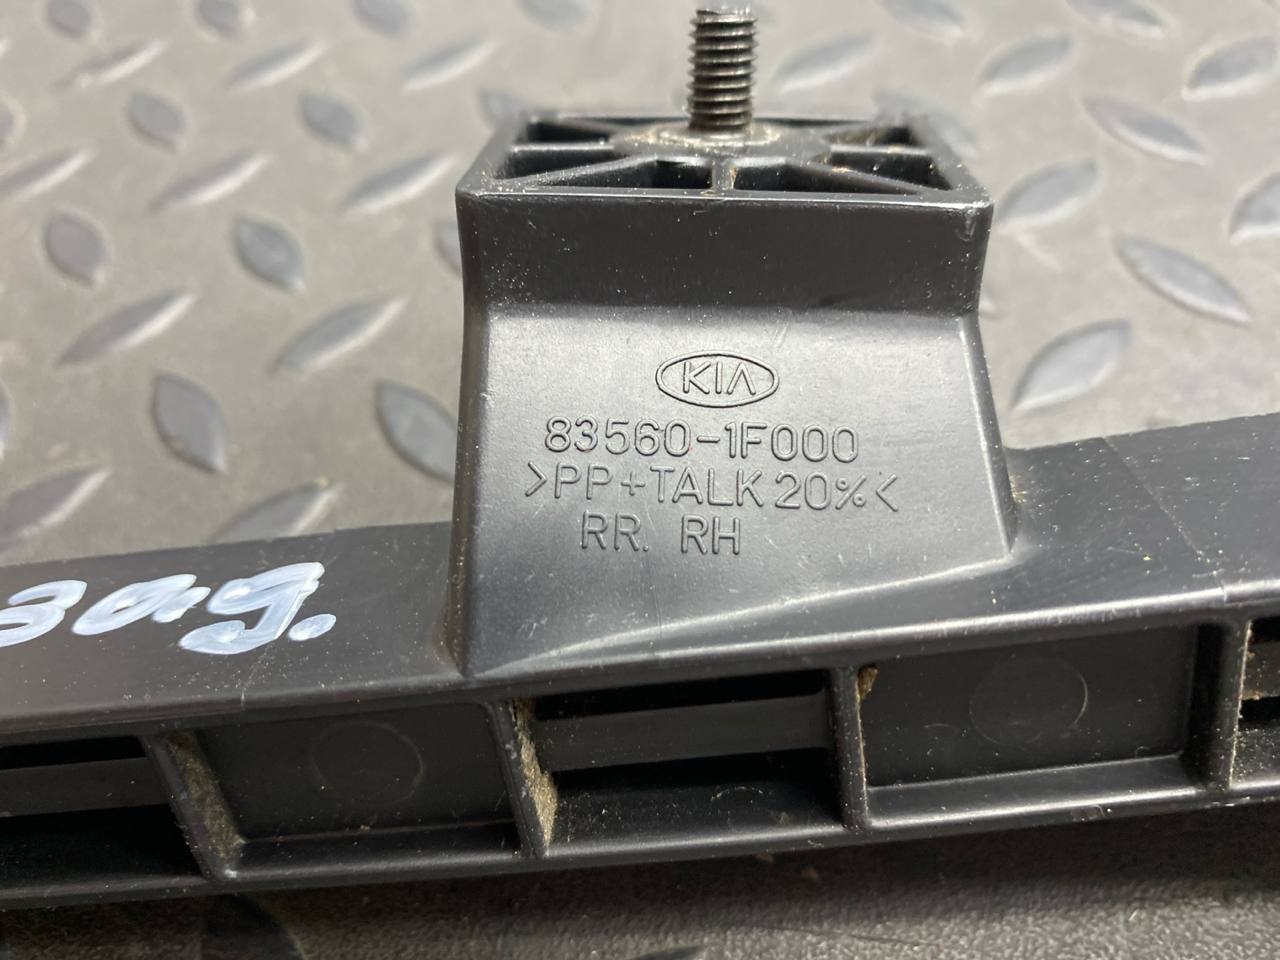 KIA
83560-1F000
>PP+TALK 20%<
RR. RH